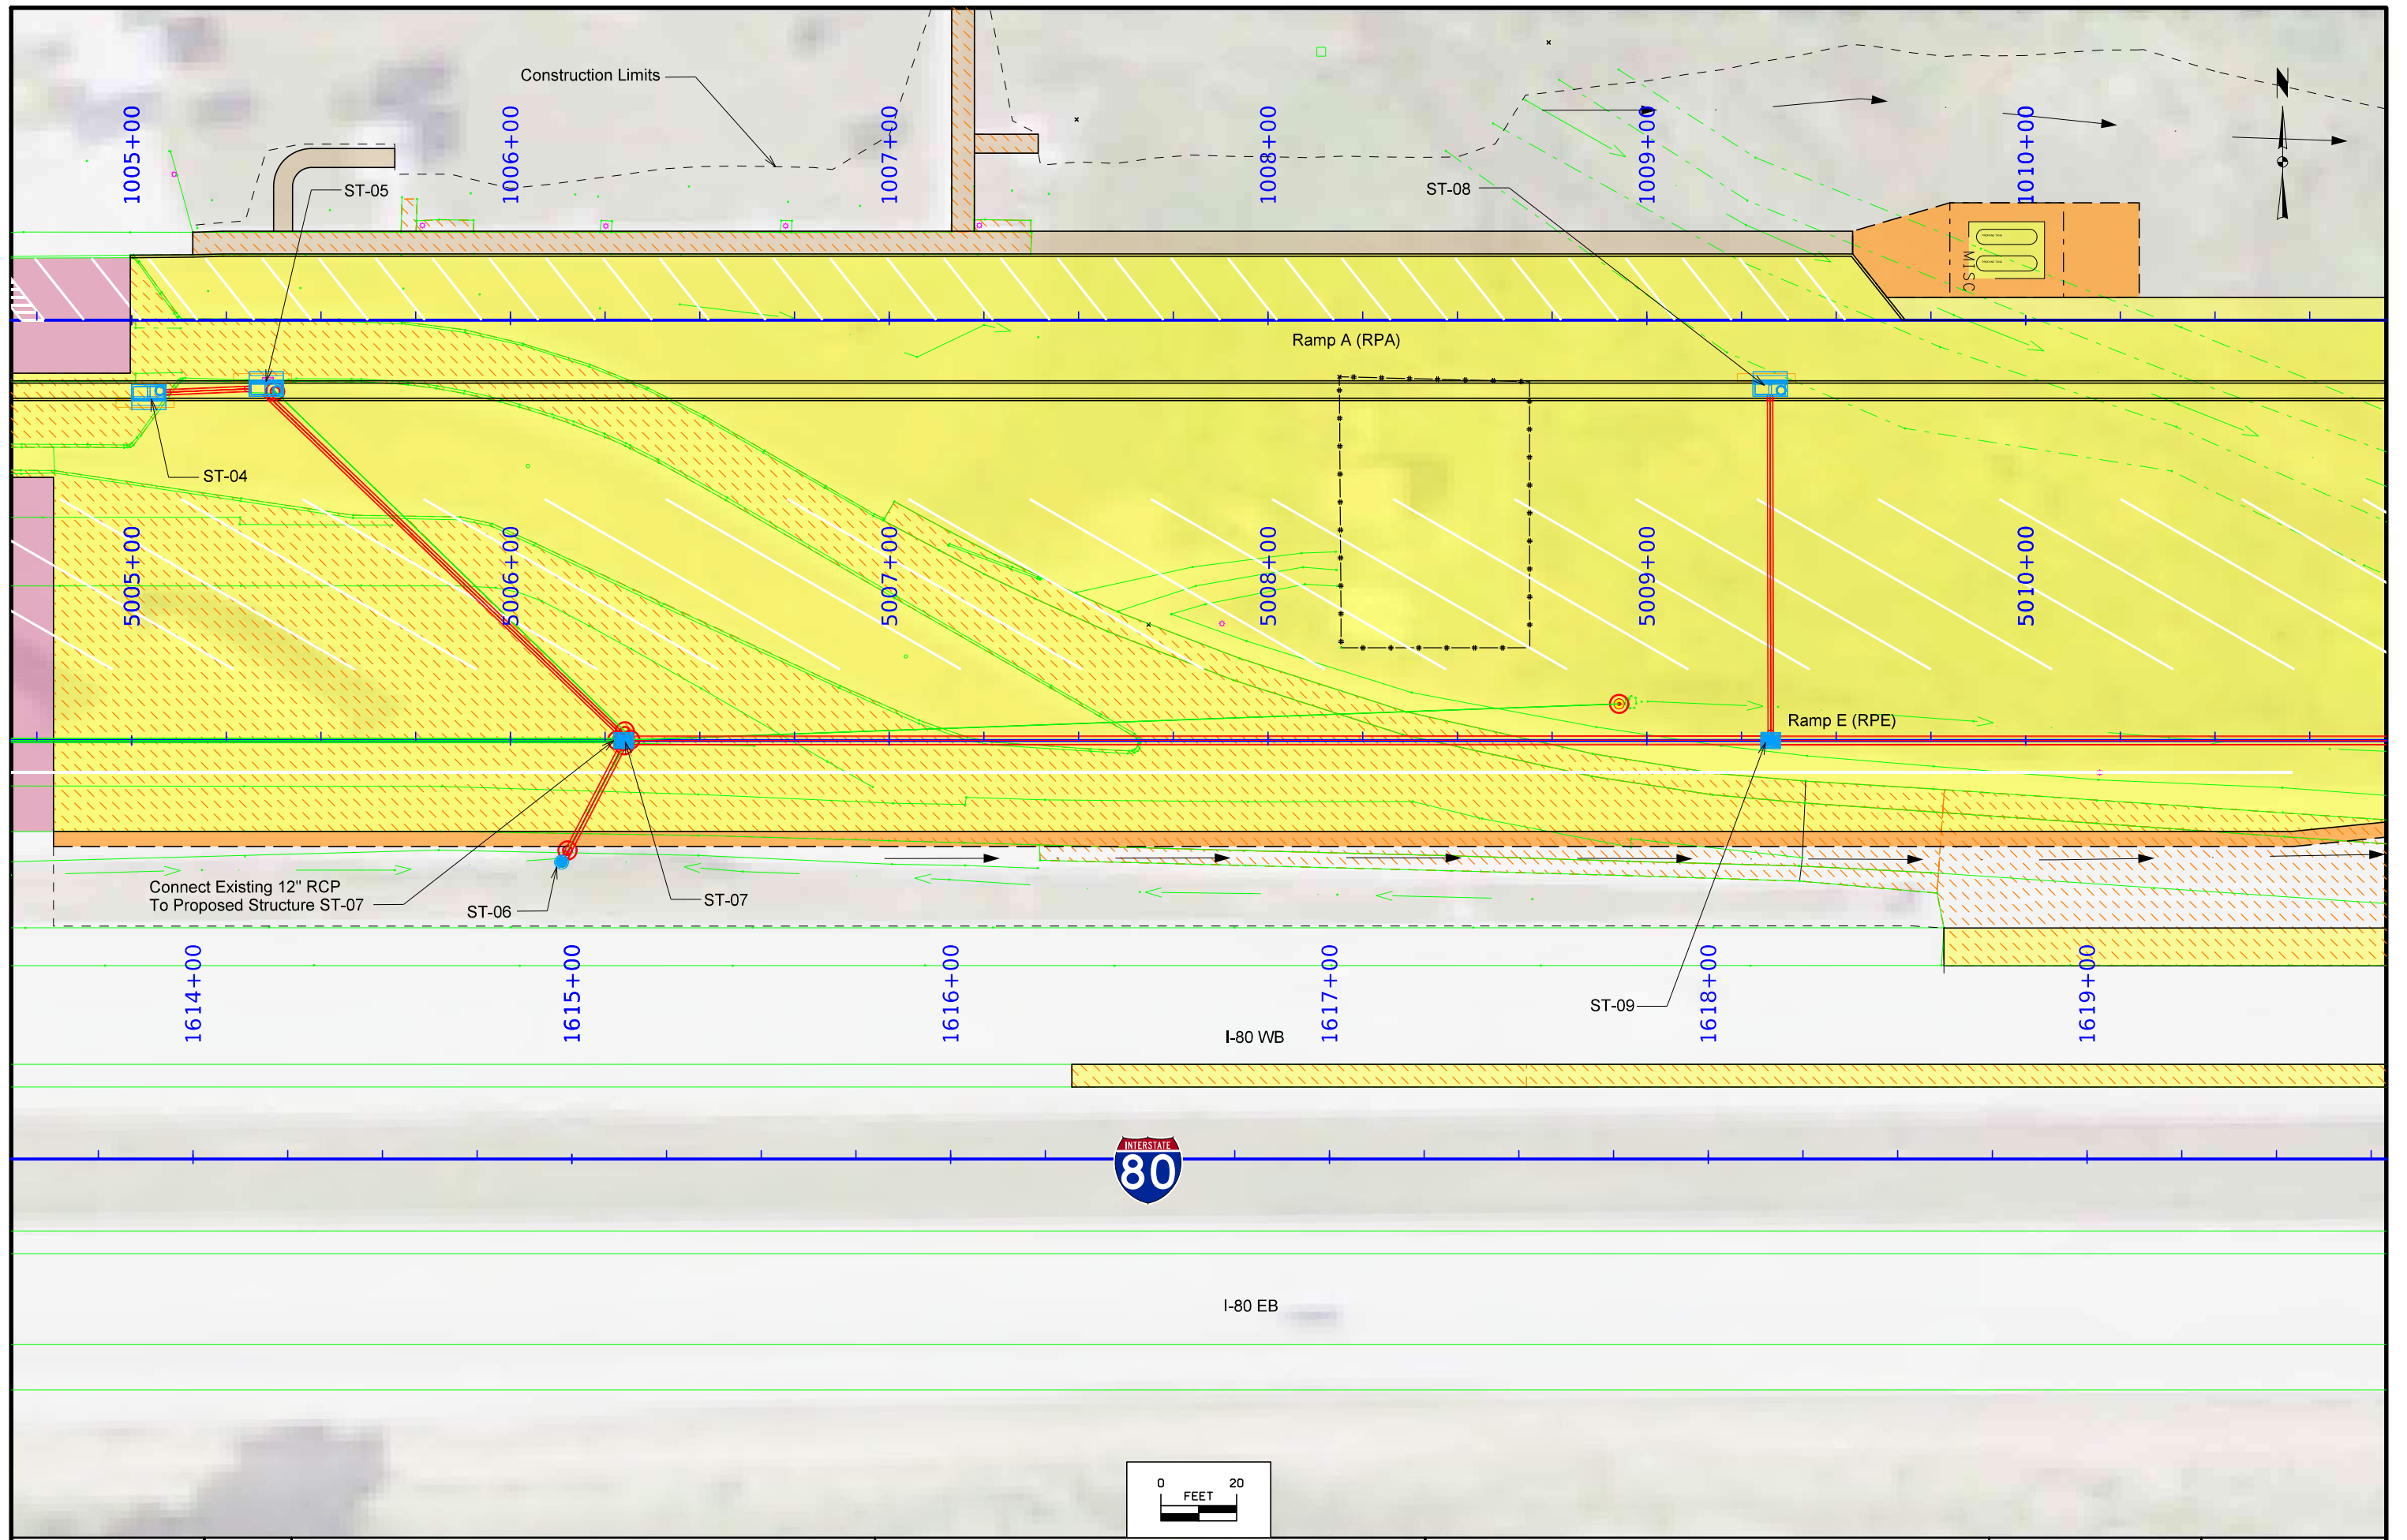 Construction Limits
1005+00
1006+00
1007+00
1008+00
1009+00
1010+00
N
ST-05
ST-08
MISC
Ramp A (RPA)
ST-04
5005+00
5006+00
5007+00
5008+00
5009+00
5010+00
Ramp E (RPE)
Connect Existing 12" RCP
To Proposed Structure ST-07
ST-06
ST-07
ST-09
1614+00
1615+00
1616+00
1617+00
1618+00
1619+00
I-80 WB
INTERSTATE
80
I-80 EB
0 20
FEET